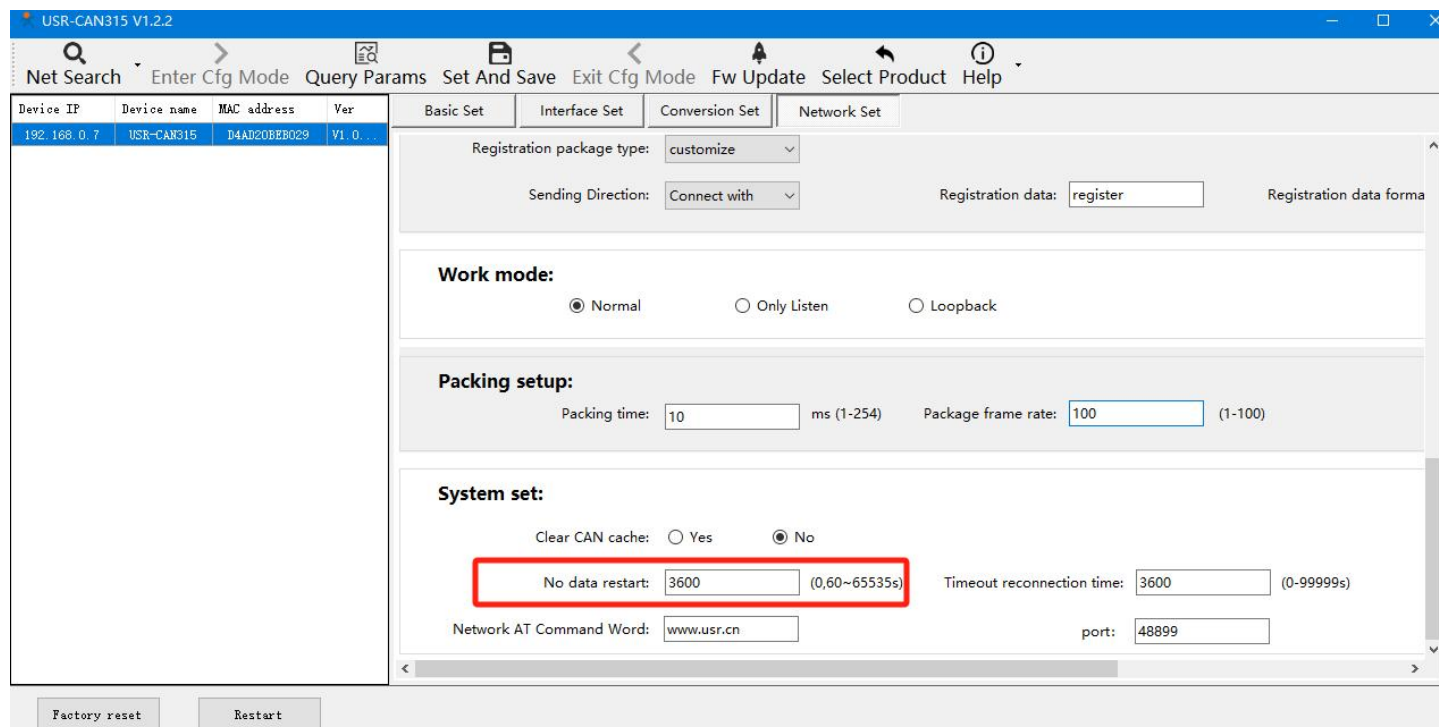 USR-CAN315 V1.2.2
Net Search Enter Cfg Mode Query Params Set And Save Exit Cfg Mode Fw Update Select Product Help
Device IP Device name MAC address Ver
Basic Set Interface Set Conversion Set Network Set
192.168.0.7 USR-CAN315 D4AD20BEB029 V1.0...
Registration package type: customize
Sending Direction: Connect with Registration data: register Registration data forma
Work mode:
Normal Only Listen Loopback
Packing setup:
Packing time: 10 ms (1-254) Package frame rate: 100 (1-100)
System set:
Clear CAN cache: Yes No
No data restart: 3600 (0,60~65535s) Timeout reconnection time: 3600 (0-99999s)
Network AT Command Word: www.usr.cn port: 48899
Factory reset Restart